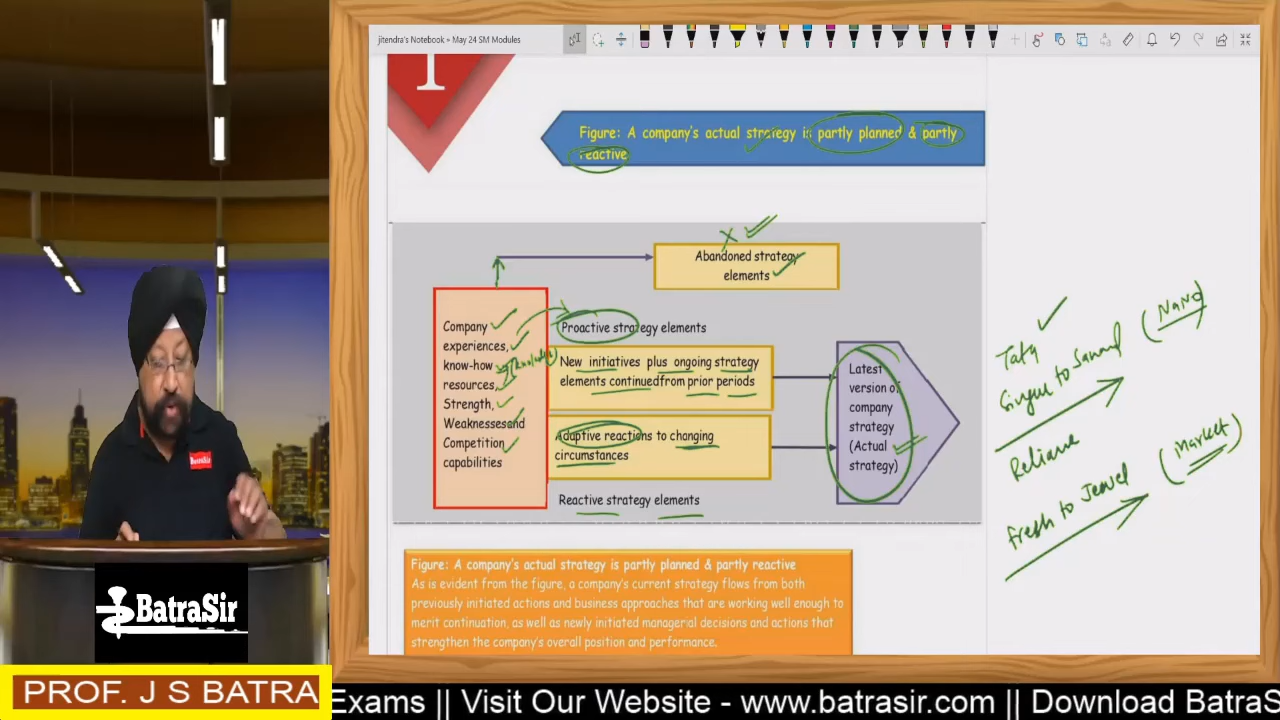 jitendra's Notebook » May 24 SM Modules
1
Figure: A company's actual strategy is partly planned & partly
reactive
Abandoned strategy
elements
Company
experiences,
know-how
resources,
Strength,
Weaknessesand
Competition
capabilities
Proactive strategy elements
New initiatives plus ongoing strategy
elements continuedfrom prior periods
Adaptive reactions to changing
circumstances
Reactive strategy elements
Latest
version of
company
strategy
(Actual
strategy)
Tata
Singur to Sanand (Nano)
Reliance
Fresh to Jewel (Market)
Figure: A company's actual strategy is partly planned & partly reactive
As is evident from the figure, a company's current strategy flows from both
previously initiated actions and business approaches that are working well enough to
merit continuation, as well as newly initiated managerial decisions and actions that
strengthen the company's overall position and performance.
BatraSir
BatraSir
PROF. J S BATRA
Exams || Visit Our Website - www.batrasir.com || Download BatraS